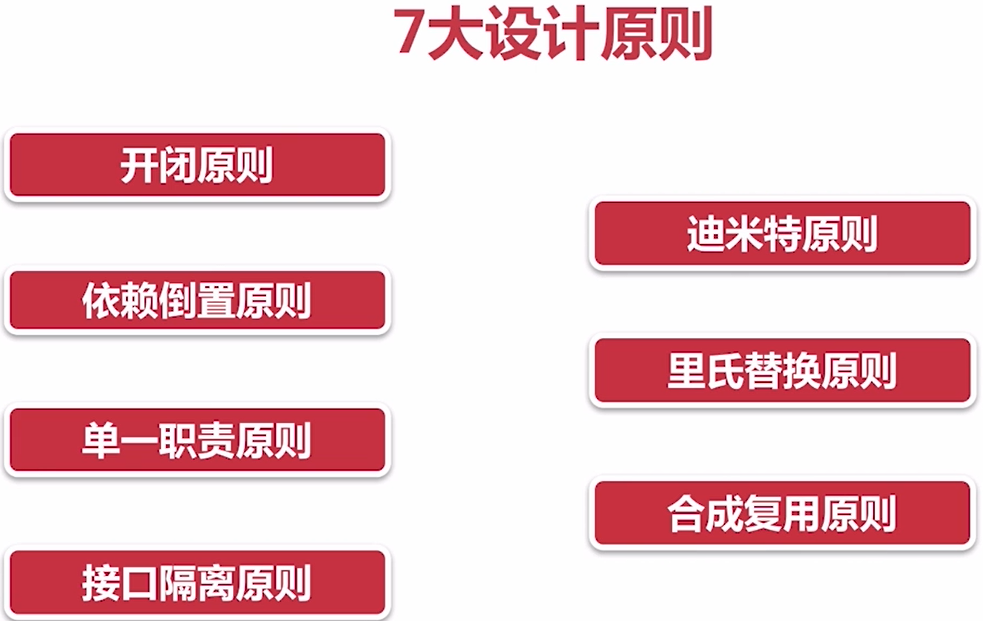 7大设计原则
开闭原则
依赖倒置原则
单一职责原则
接口隔离原则
迪米特原则
里氏替换原则
合成复用原则